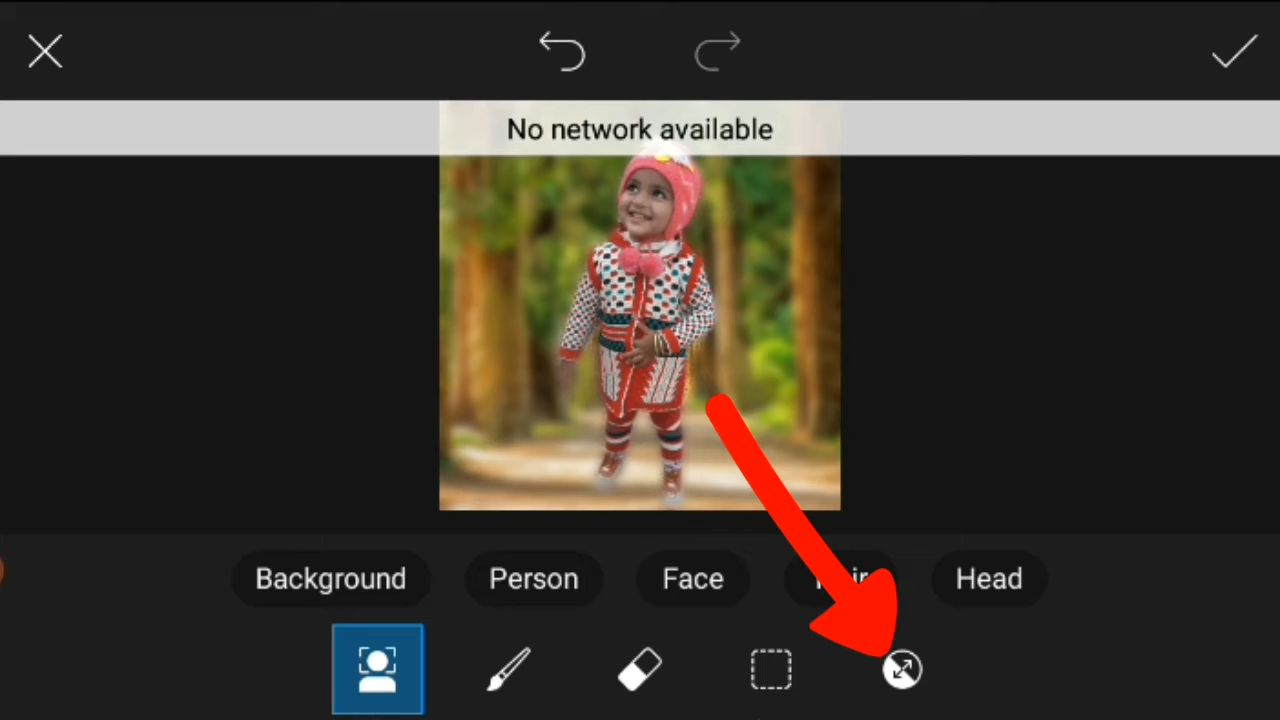 No network available
Background
Person
Face
Head